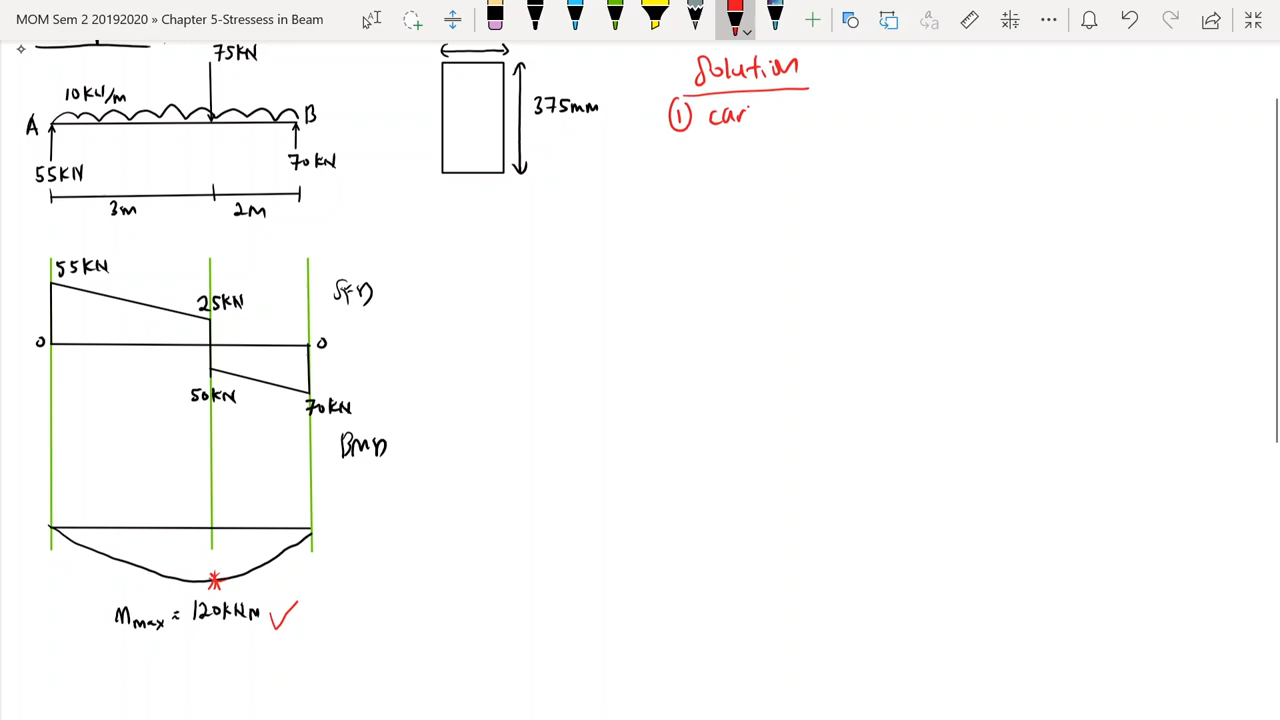 MOM Sem 2 20192020 » Chapter 5-Stressess in Beam
75KN
10KN/m
A
B
55KN
70KN
3m
2M
375mm
Solution
① car
55KN
25KN
SFD
0
0
50KN
70KN
BMD
Mmax = 120KNM ✓